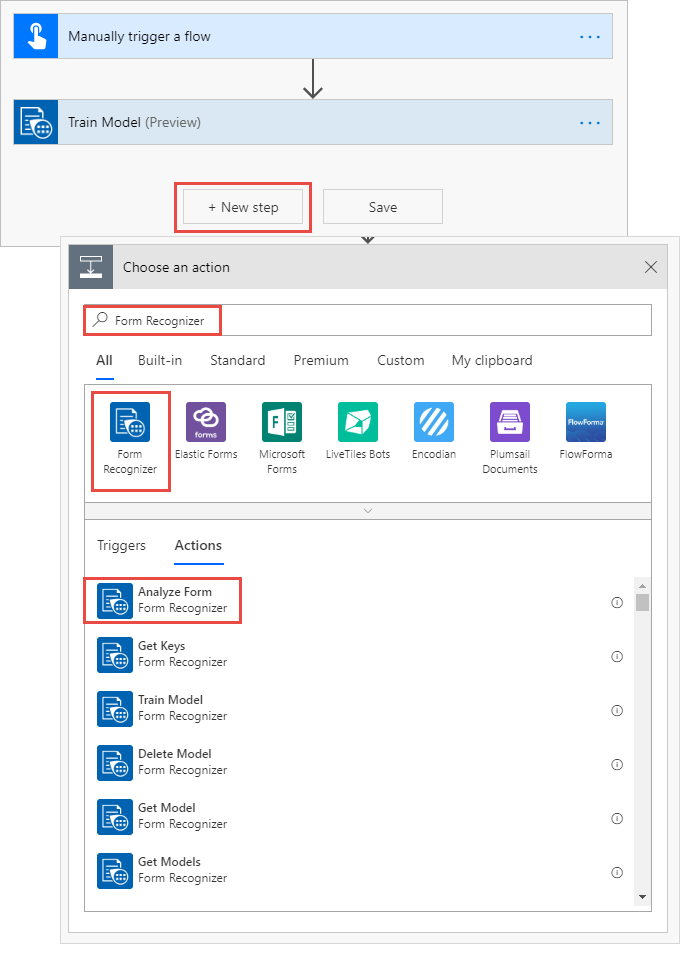 Manually trigger a flow
Train Model (Preview)
+ New step
Save
Choose an action
Form Recognizer
All Built-in Standard Premium Custom My clipboard
forms
FlowForma
Form Recognizer
Elastic Forms
Microsoft Forms
LiveTiles Bots
Encodian
Plumsail Documents
FlowForma
Triggers Actions
Analyze Form
Form Recognizer
Get Keys
Form Recognizer
Train Model
Form Recognizer
Delete Model
Form Recognizer
Get Model
Form Recognizer
Get Models
Form Recognizer